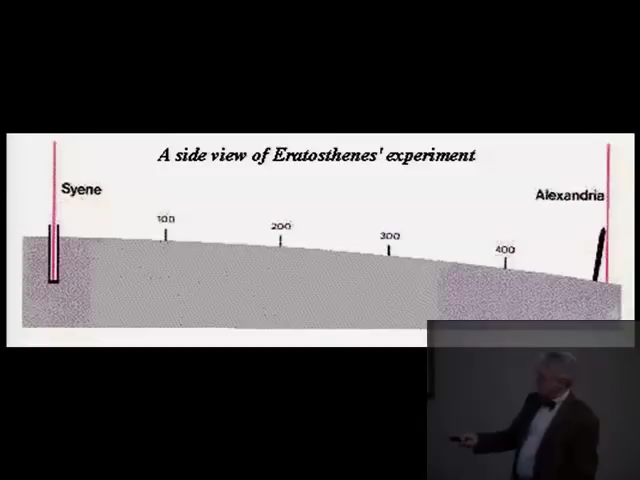 A side view of Eratosthenes' experiment
Syene
Alexandria
100
200
300
400